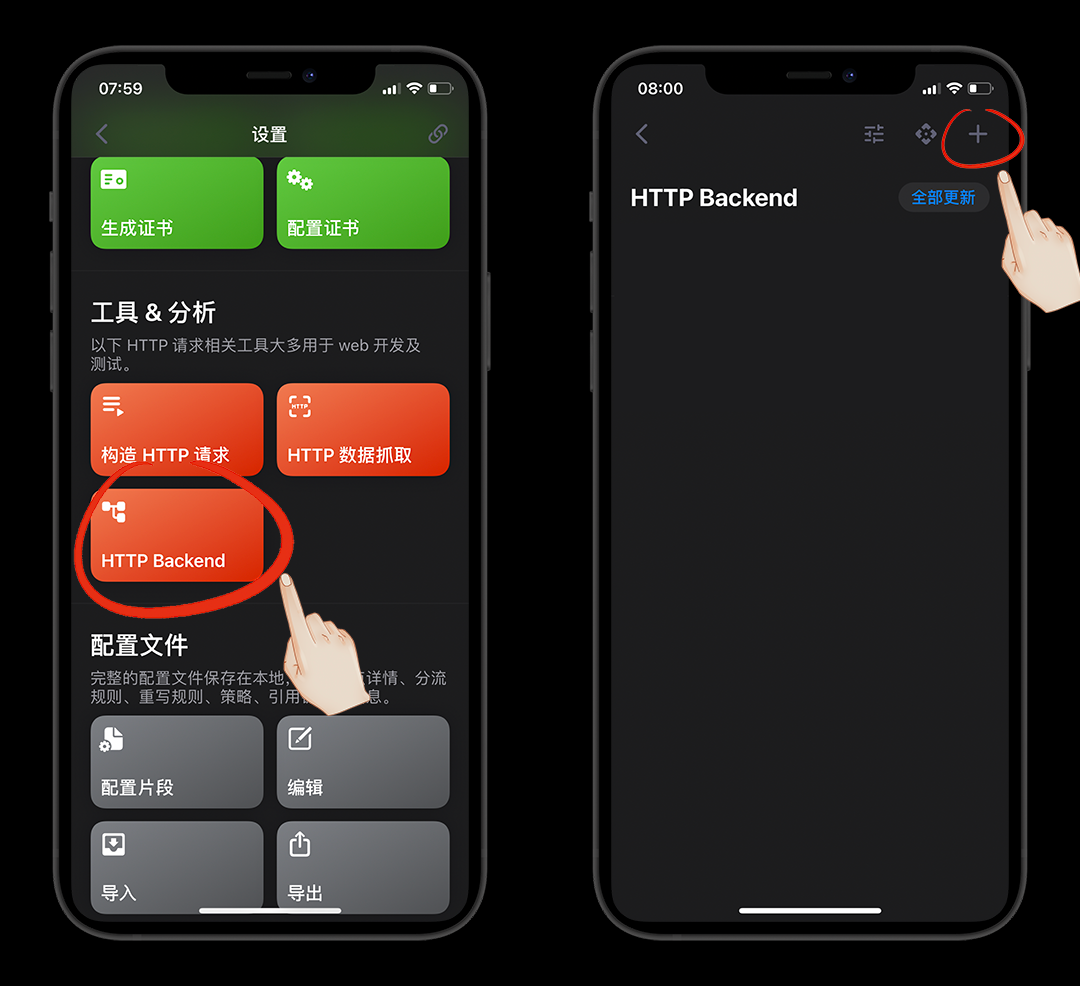 07:59
设置
生成证书
配置证书
工具 & 分析
以下 HTTP 请求相关工具大多用于 web 开发及
测试。
构造 HTTP 请求
HTTP 数据抓取
HTTP Backend
配置文件
完整的配置文件保存在本地，
详情、分流
规则、重写规则、策略、引用
息。
配置片段
编辑
导入
导出
08:00
HTTP Backend
全部更新